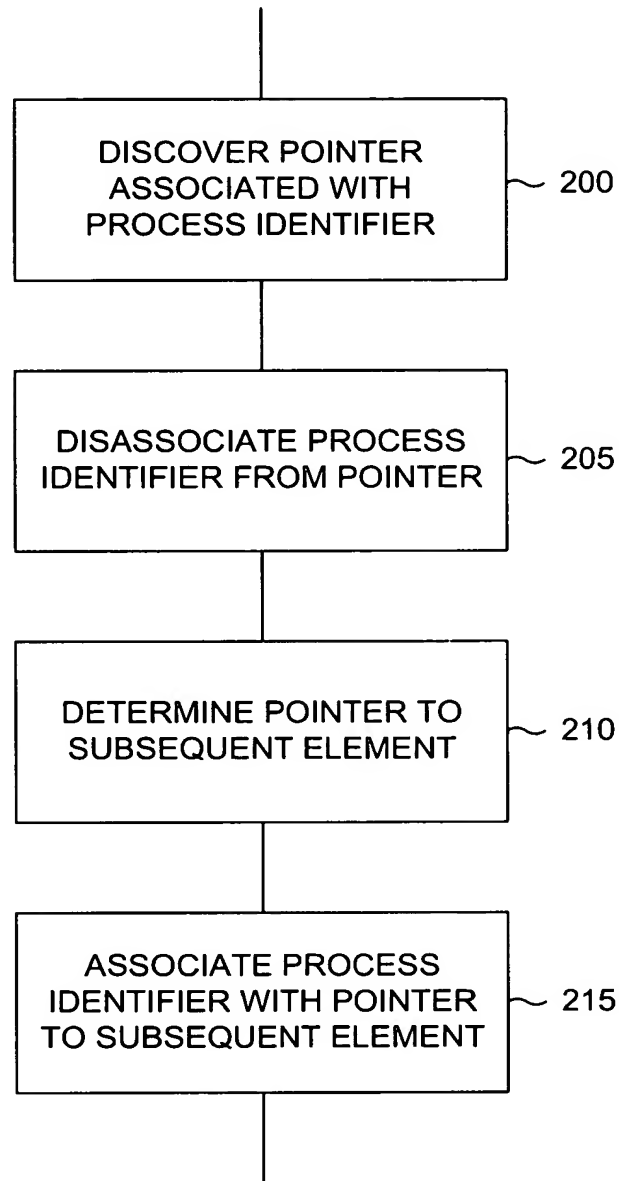 DISCOVER POINTER
ASSOCIATED WITH
PROCESS IDENTIFIER
200
DISASSOCIATE PROCESS
IDENTIFIER FROM POINTER
205
DETERMINE POINTER TO
SUBSEQUENT ELEMENT
210
ASSOCIATE PROCESS
IDENTIFIER WITH POINTER
TO SUBSEQUENT ELEMENT
215